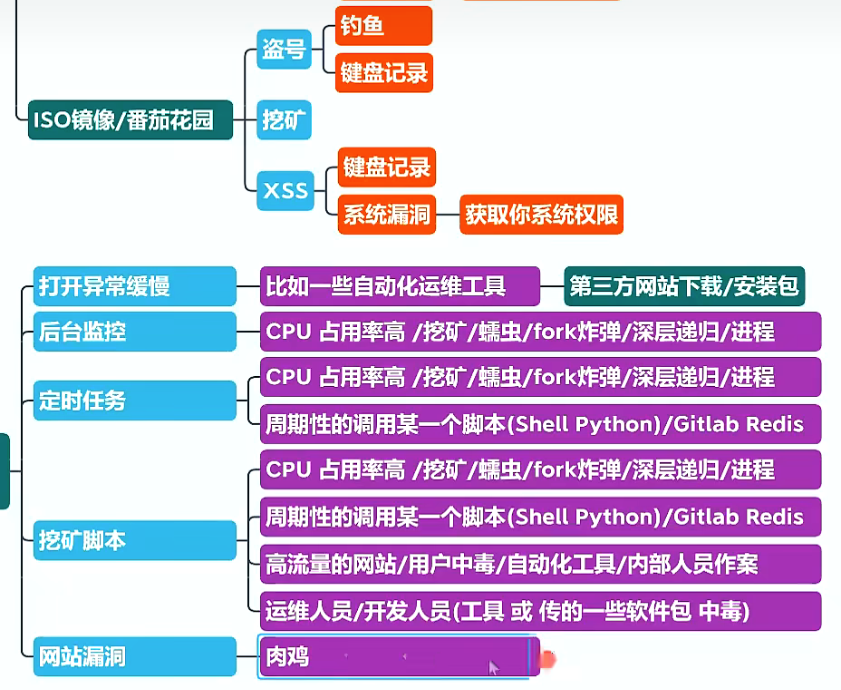 钓鱼
盗号
键盘记录
ISO镜像/番茄花园
挖矿
键盘记录
XSS
系统漏洞
获取你系统权限
打开异常缓慢
比如一些自动化运维工具
第三方网站下载/安装包
后台监控
CPU 占用率高 /挖矿/蠕虫/fork炸弹/深层递归/进程
定时任务
CPU 占用率高 /挖矿/蠕虫/fork炸弹/深层递归/进程
周期性的调用某一个脚本(Shell Python)/Gitlab Redis
挖矿脚本
CPU 占用率高 /挖矿/蠕虫/fork炸弹/深层递归/进程
周期性的调用某一个脚本(Shell Python)/Gitlab Redis
高流量的网站/用户中毒/自动化工具/内部人员作案
运维人员/开发人员(工具 或 传的一些软件包 中毒)
网站漏洞
肉鸡